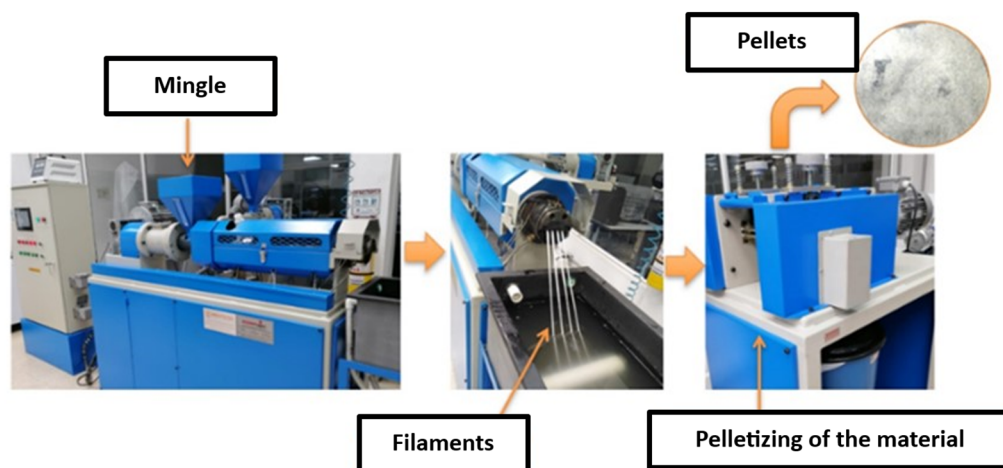 Mingle
Pellets
Filaments
Pelletizing of the material